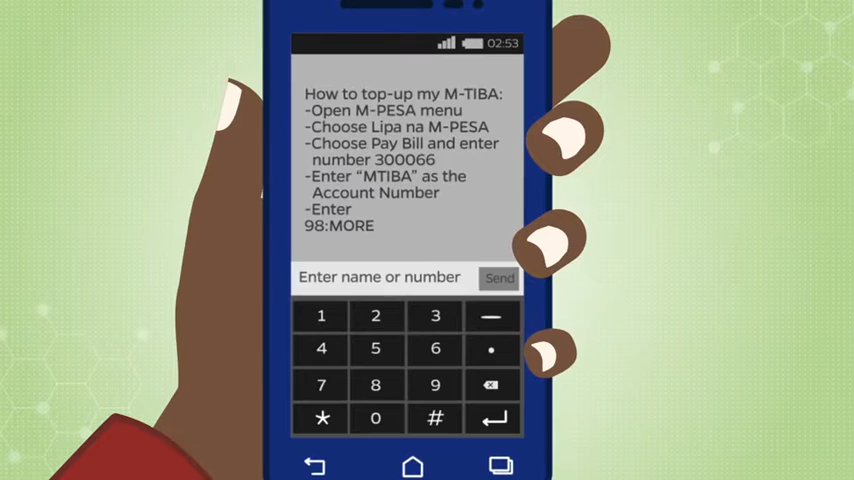 02:53
How to top-up my M-TIBA:
-Open M-PESA menu
-Choose Lipa na M-PESA
-Choose Pay Bill and enter
number 300066
-Enter “MTIBA” as the
Account Number
-Enter
98:MORE
Enter name or number Send
1 2 3 —
4 5 6 .
7 8 9
* 0 #